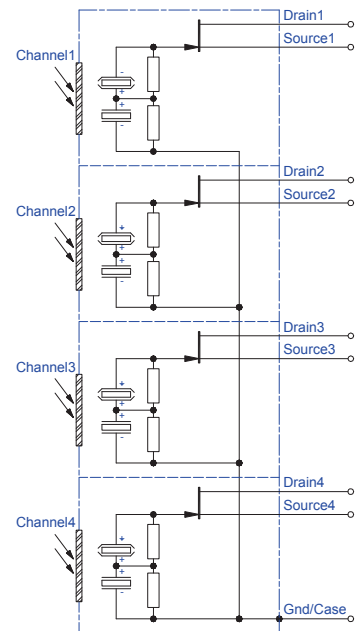 Drain1
Source1
Channel1
-
+
+
-
Drain2
Source2
Channel2
+
+
+
-
Drain3
Source3
Channel3
+
+
+
-
Drain4
Source4
Channel4
+
+
+
-
Gnd/Case